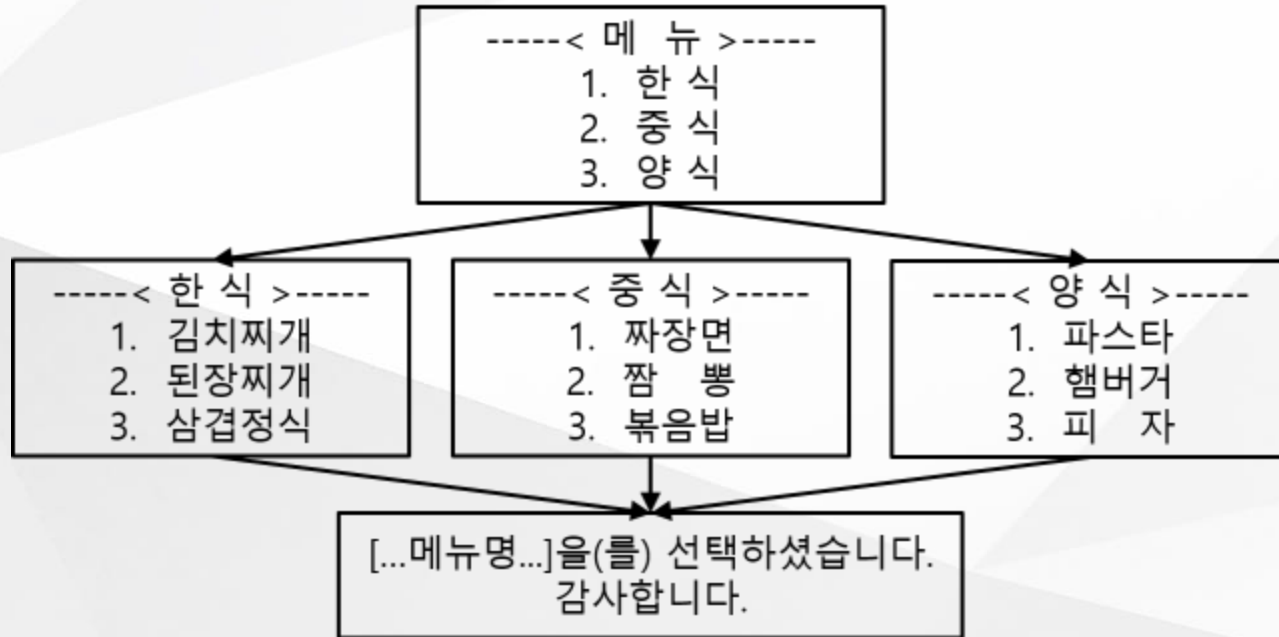 -----< 메 뉴 >-----
1. 한 식
2. 중 식
3. 양 식
-----< 한 식 >-----
1. 김치찌개
2. 된장찌개
3. 삼겹정식
-----< 중 식 >-----
1. 짜장면
2. 짬 뽕
3. 볶음밥
-----< 양 식 >-----
1. 파스타
2. 햄버거
3. 피 자
[...메뉴명...]을(를) 선택하셨습니다.
감사합니다.